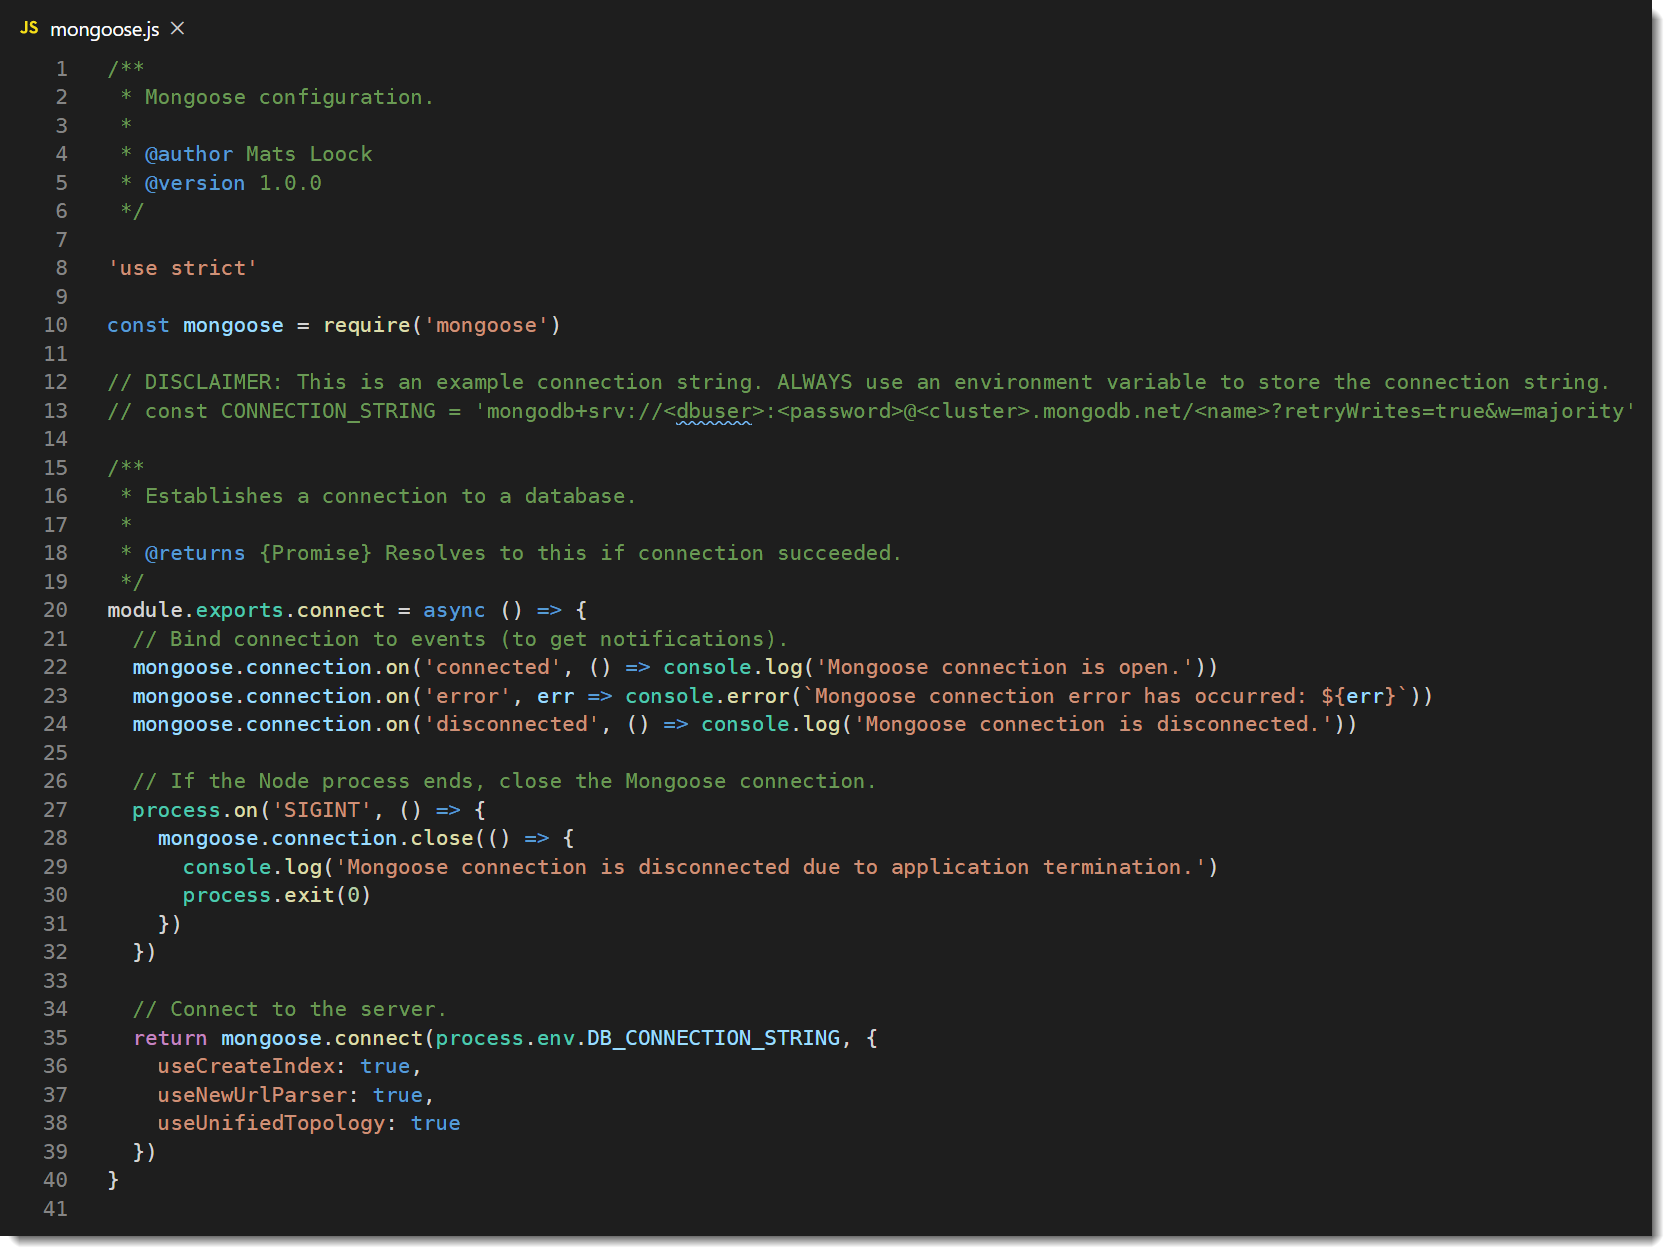 JS mongoose.js ×
1 /**
2  * Mongoose configuration.
3  *
4  * @author Mats Loock
5  * @version 1.0.0
6  */
7
8 'use strict'
9
10 const mongoose = require('mongoose')
11
12 // DISCLAIMER: This is an example connection string. ALWAYS use an environment variable to store the connection string.
13 // const CONNECTION_STRING = 'mongodb+srv://<dbuser>:<password>@<cluster>.mongodb.net/<name>?retryWrites=true&w=majority'
14
15 /**
16  * Establishes a connection to a database.
17  *
18  * @returns {Promise} Resolves to this if connection succeeded.
19  */
20 module.exports.connect = async () => {
21   // Bind connection to events (to get notifications).
22   mongoose.connection.on('connected', () => console.log('Mongoose connection is open.'))
23   mongoose.connection.on('error', err => console.error(`Mongoose connection error has occurred: ${err}`))
24   mongoose.connection.on('disconnected', () => console.log('Mongoose connection is disconnected.'))
25
26   // If the Node process ends, close the Mongoose connection.
27   process.on('SIGINT', () => {
28     mongoose.connection.close(() => {
29       console.log('Mongoose connection is disconnected due to application termination.')
30       process.exit(0)
31     })
32   })
33
34   // Connect to the server.
35   return mongoose.connect(process.env.DB_CONNECTION_STRING, {
36     useCreateIndex: true,
37     useNewUrlParser: true,
38     useUnifiedTopology: true
39   })
40 }
41